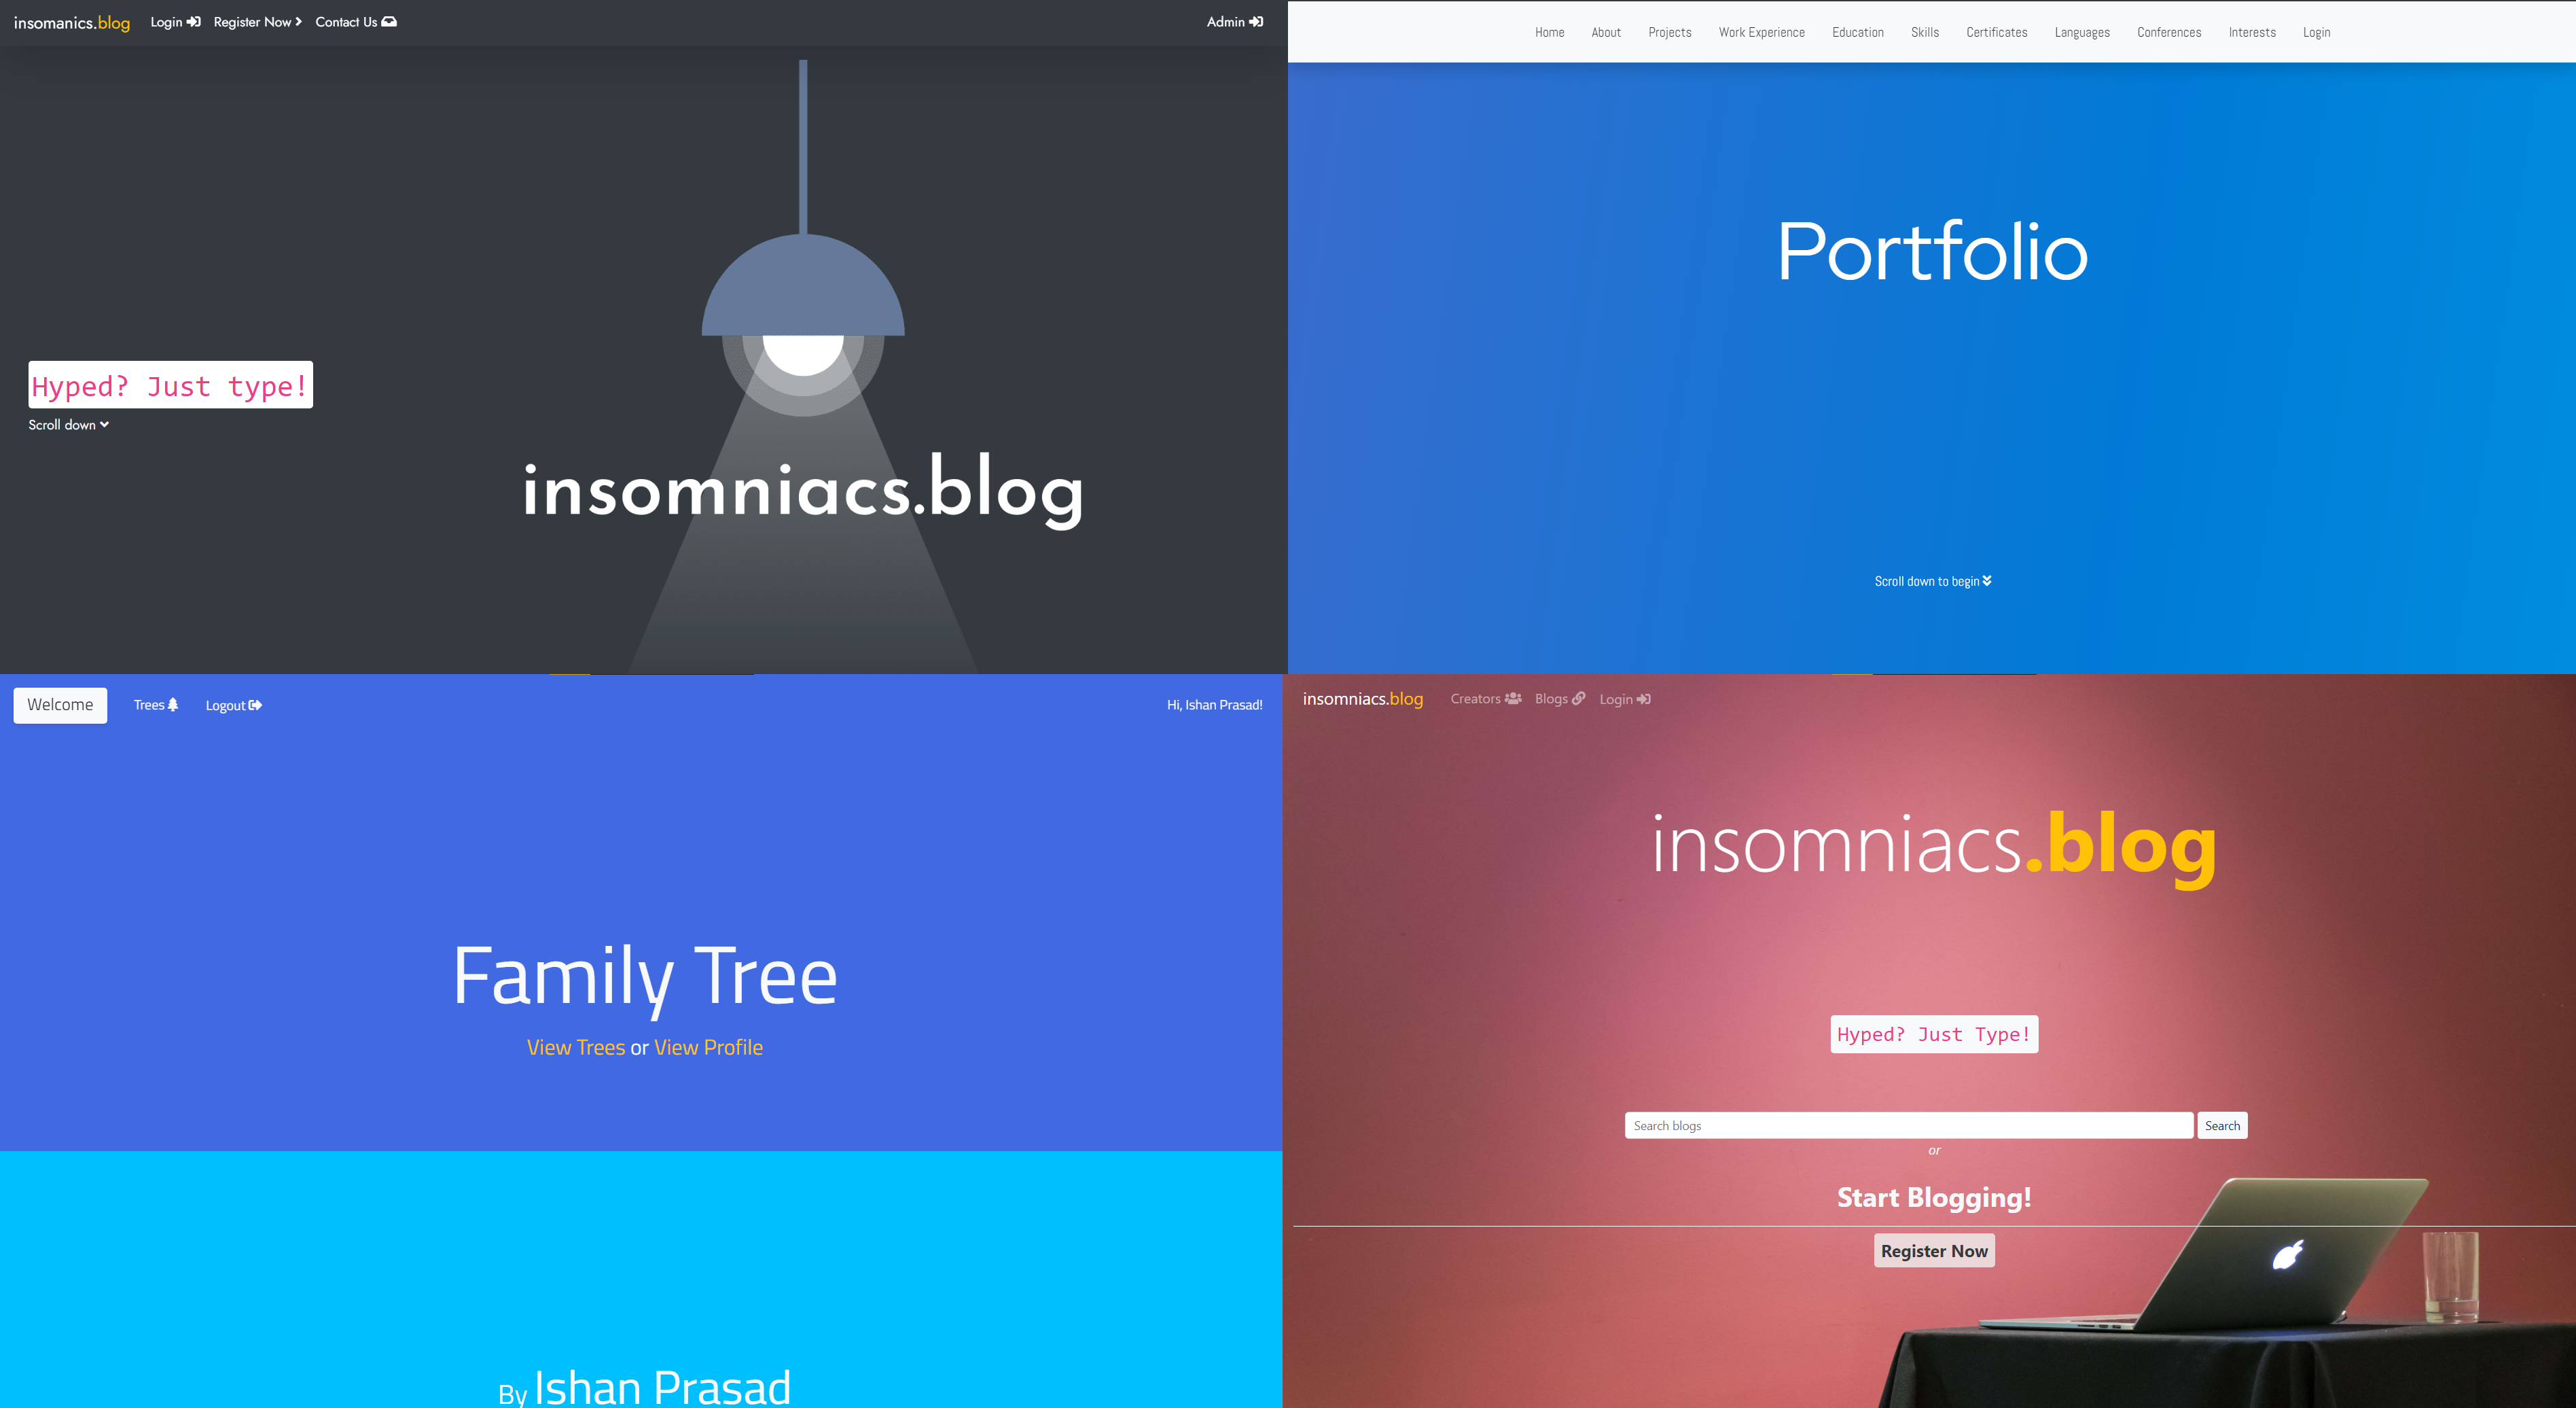 insomanics.blog Login Register Now Contact Us Admin
Hyped? Just type!
Scroll down
insomniacs.blog
Home About Projects Work Experience Education Skills Certificates Languages Conferences Interests Login
Portfolio
Scroll down to begin
Welcome Trees Logout Hi, Ishan Prasad!
Family Tree
View Trees or View Profile
By Ishan Prasad
insomniacs.blog Creators Blogs Login
insomniacs.blog
Hyped? Just Type!
Search blogs Search
or
Start Blogging!
Register Now